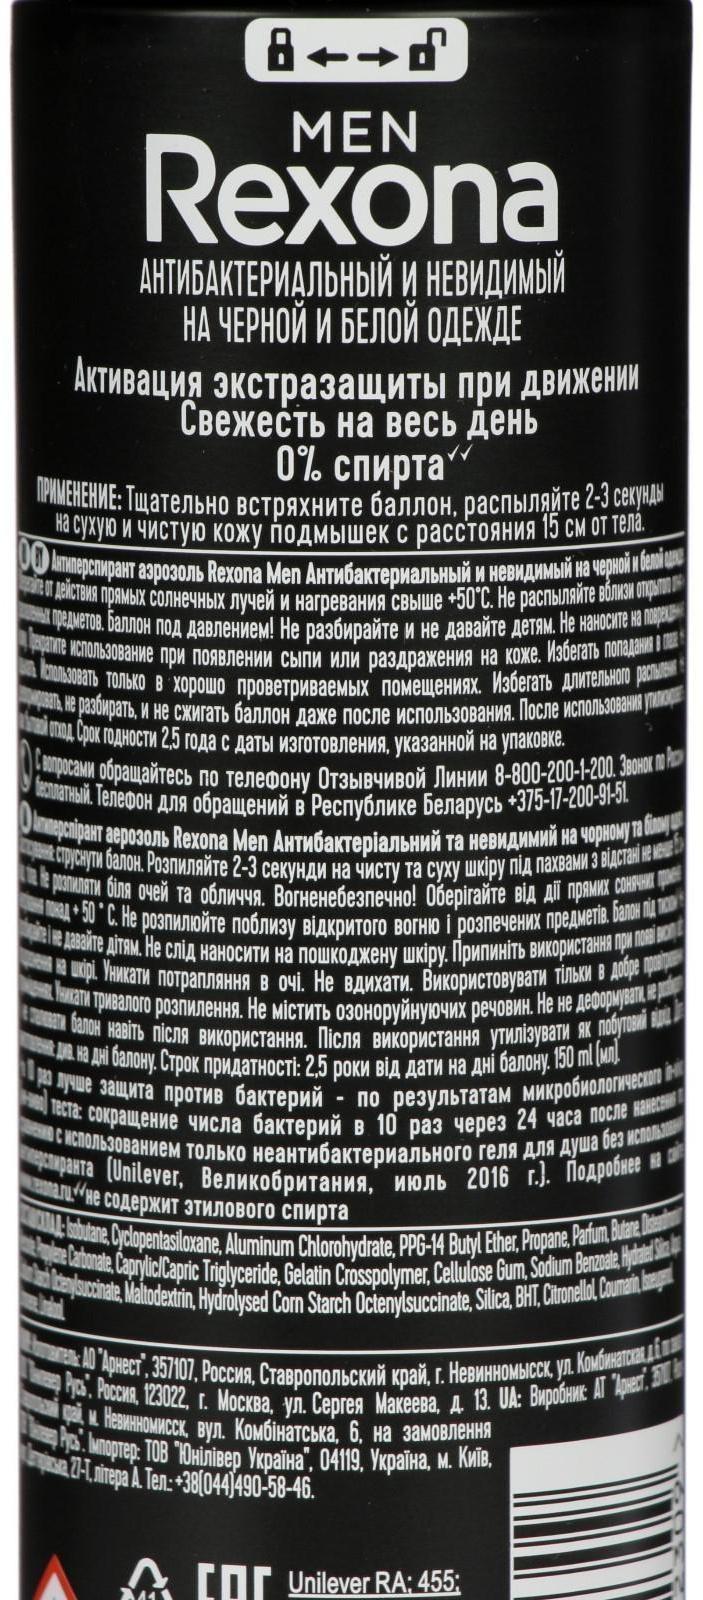 MEN
Rexona
АНТИБАКТЕРИАЛЬНЫЙ И НЕВИДИМЫЙ
НА ЧЕРНОЙ И БЕЛОЙ ОДЕЖДЕ
Активация экстразащиты при движении
Свежесть на весь день
0% спирта✓✓
ПРИМЕНЕНИЕ: Тщательно встряхните баллон, распыляйте 2-3 секунды
на сухую и чистую кожу подмышек с расстояния 15 см от тела.
Антиперспирант аэрозоль Rexona Men Антибактериальный и невидимый на черной и белой
от действия прямых солнечных лучей и нагревания свыше +50°C. Не распыляйте вблизи открытого
предметов. Баллон под давлением! Не разбирайте и не давайте детям. Не наносите на
Прекратите использование при появлении сыпи или раздражения на коже. Избегать попадания в
Использовать только в хорошо проветриваемых помещениях. Избегать длительного распыления
не разбирать, и не сжигать баллон даже после использования. После использования
отход. Срок годности 2,5 года с даты изготовления, указанной на упаковке.
С вопросами обращайтесь по телефону Отзывчивой Линии 8-800-200-1-200. Звонок по
бесплатный. Телефон для обращений в Республике Беларусь +375-17-200-91-51.
Антиперспірант аерозоль Rexona Men Антибактеріальний та невидимий на чорному та білому
струснути балон. Розпиляйте 2-3 секунди на чисту та суху шкіру під пахвами з відстані не менше
Не розпиляти біля очей та обличчя. Вогненебезпечно! Оберігайте від дії прямих сонячних
понад + 50 ° C. Не розпилюйте поблизу відкритого вогню і розпечених предметів. Балон під
і не давайте дітям. Не слід наносити на пошкоджену шкіру. Припиніть використання при появі
на шкірі. Уникати потрапляння в очі. Не вдихати. Використовувати тільки в добре
Уникати тривалого розпилення. Не містить озоноруйнуючих речовин. Не не деформувати, не
балон навіть після використання. Після використання утилізувати як побутовий відхід.
див. на дні балону. Строк придатності: 2,5 роки від дати на дні балону. 150 ml (мл).
10 раз лучше защита против бактерий - по результатам микробиологического
теста: сокращение числа бактерий в 10 раз через 24 часа после нанесения
с использованием только неантибактериального геля для душа без
(Unilever, Великобритания, июль 2016 г.). Подробнее на
✓✓не содержит этилового спирта
Isobutane, Cyclopentasiloxane, Aluminum Chlorohydrate, PPG-14 Butyl Ether, Propane, Parfum, Butane,
Carbonate, Caprylic/Capric Triglyceride, Gelatin Crosspolymer, Cellulose Gum, Sodium Benzoate, Hydrated Silica,
Octenylsuccinate, Maltodextrin, Hydrolysed Corn Starch Octenylsuccinate, Silica, BHT, Citronellol, Coumarin,
АО "Арнест", 357107, Россия, Ставропольский край, г. Невинномысск, ул. Комбинатская, д.6,
Русь". Россия, 123022, г. Москва, ул. Сергея Макеева, д. 13. UA: Виробник: АТ "Арнест", 357107,
край, м. Невинномисск, вул. Комбінатська, 6, на замовлення
Русь". Імпортер: ТОВ "Юнілівер Україна", 04119, Україна, м. Київ,
27-Т, літера А. Тел.: +38(044)490-58-46.
41
EAC
Unilever RA; 455;